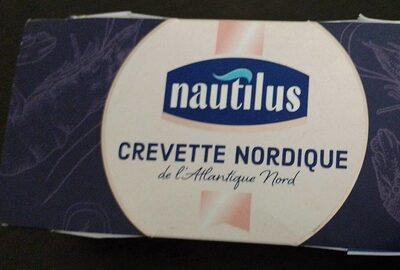 nautilus
CREVETTE NORDIQUE
de l'Atlantique Nord